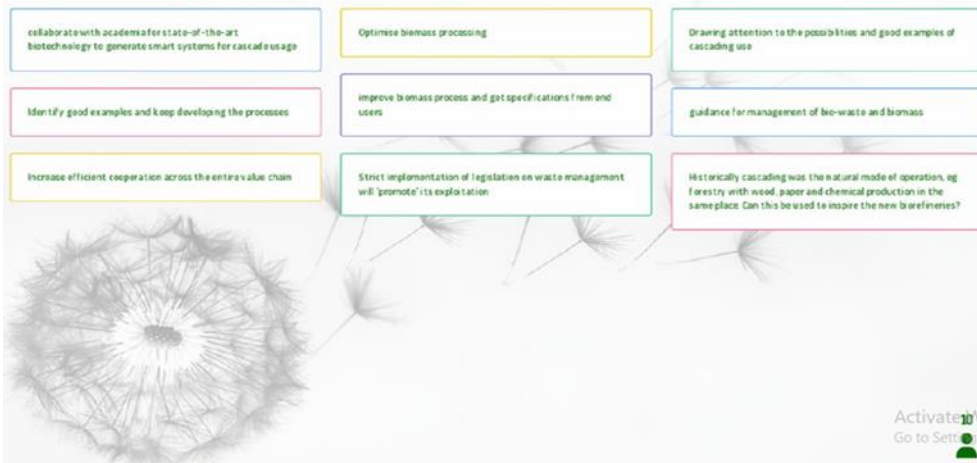 collaborate with academia for state-of-the-art
biotechnology to generate smart systems for cascade usage
Identify good examples and keep developing the processes
Increase efficient cooperation across the entire value chain
Optimise biomass processing
improve biomass process and get specifications from end
users
Strict implementation of legislation on waste management
will 'promote' its exploitation
Drawing attention to the possibilities and good examples of
cascading use
guidance for management of bio-waste and biomass
Historically cascading was the natural mode of operation, eg
forestry with wood, paper and chemical production in the
same place. Can this be used to inspire the new biorefineries?
Activate
Go to
10